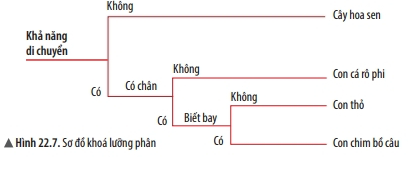 Không
Cây hoa sen
Khả năng
di chuyển
Không
Có chân
Con cá rô phi
Có
Không
Biết bay
Con thỏ
Có
Có
Con chim bồ câu
▲ Hình 22.7. Sơ đồ khoá lưỡng phân